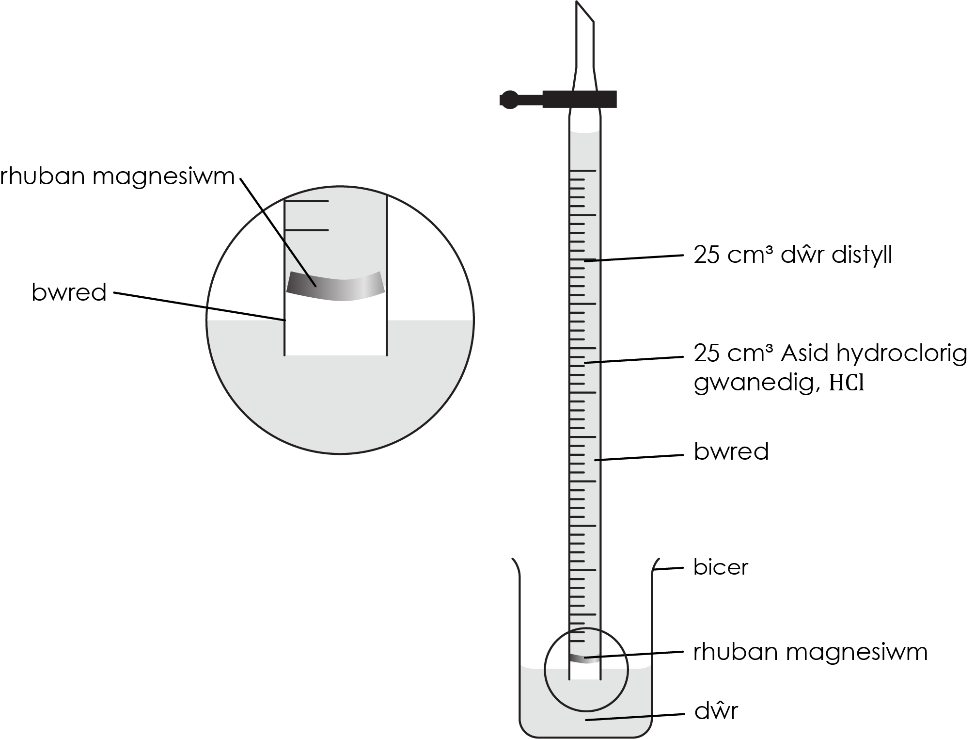 rhuban magnesiwm
bwred
25 cm³ dŵr distyll
25 cm³ Asid hydroclorig
gwanedig, HCl
bwred
bicer
rhuban magnesiwm
dŵr